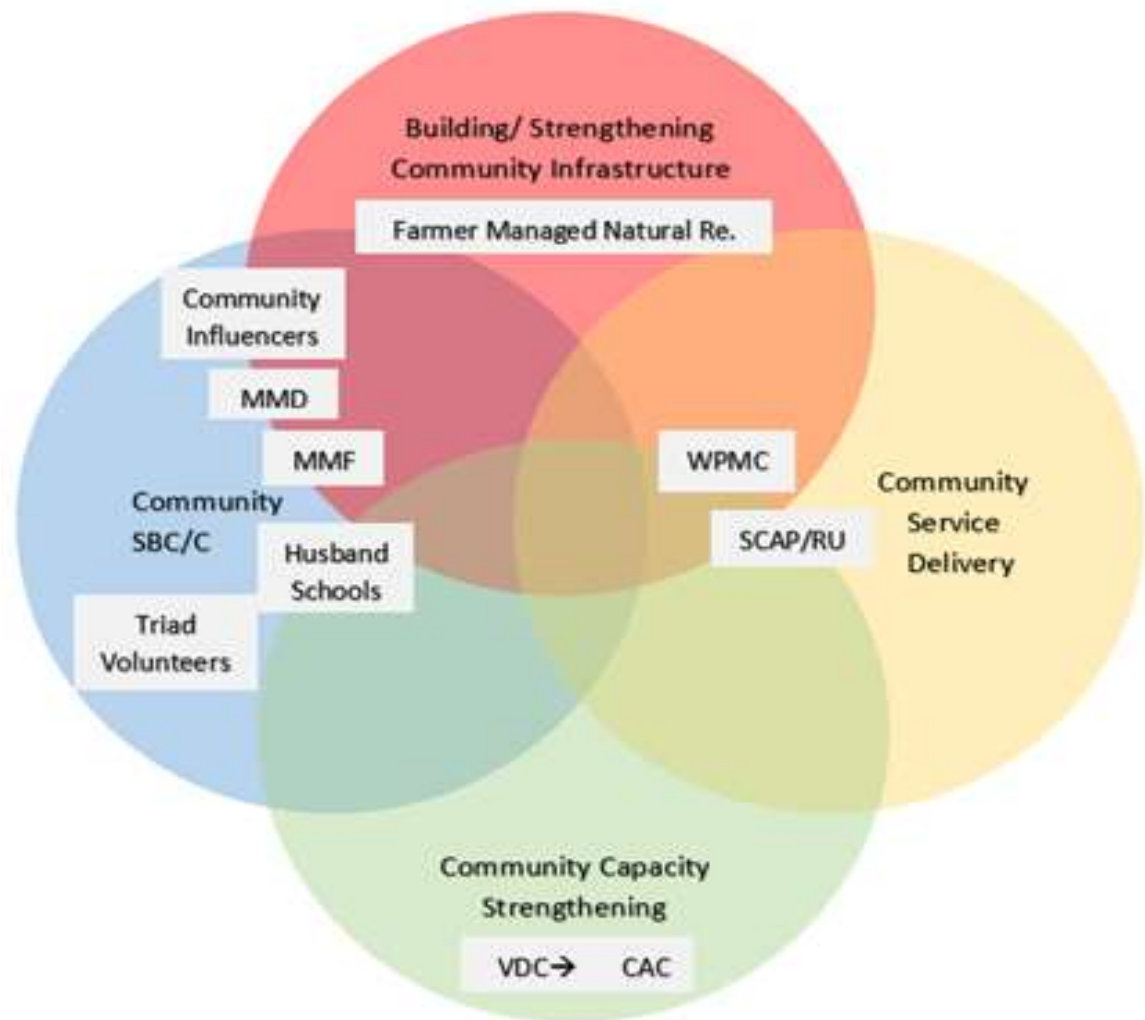 Building/ Strengthening
Community Infrastructure
Farmer Managed Natural Re.
Community
Influencers
MMD
MMF
Community
SBC/C
Husband
Schools
Triad
Volunteers
WPMC
SCAP/RU
Community
Service
Delivery
Community Capacity
Strengthening
VDC→ CAC